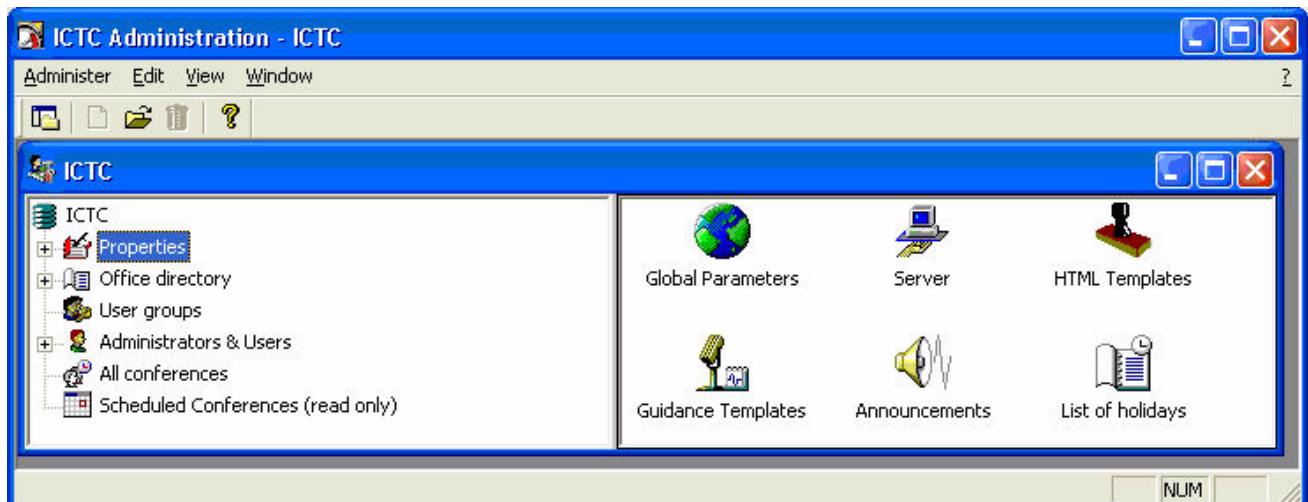 ICTC Administration - ICTC
Administer Edit View Window ?
ICTC
ICTC
Properties
Office directory
User groups
Administrators & Users
All conferences
Scheduled Conferences (read only)
Global Parameters Server HTML Templates
Guidance Templates Announcements List of holidays
NUM